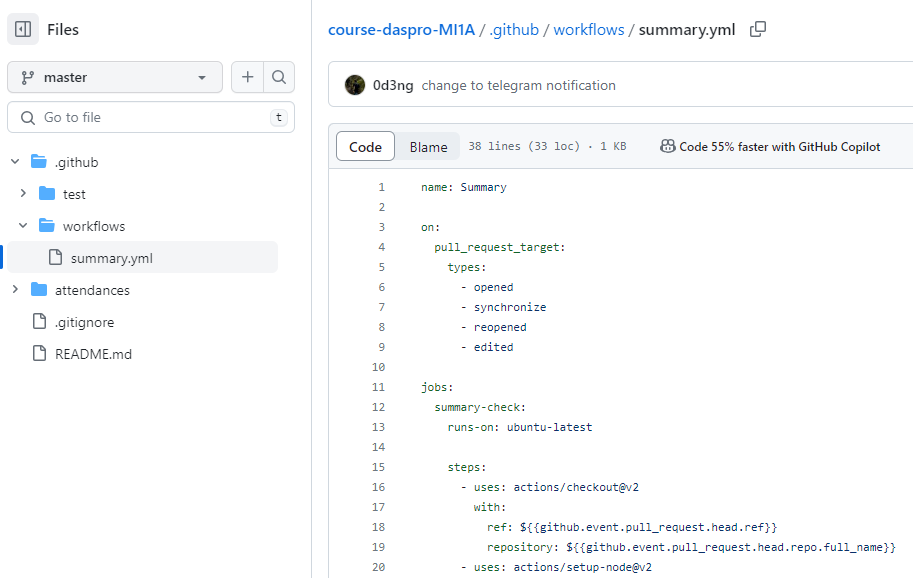 Files
master
Go to file
t
.github
test
workflows
summary.yml
attendances
.gitignore
README.md
course-daspro-MI1A / .github / workflows / summary.yml
0d3ng change to telegram notification
Code Blame 38 lines (33 loc) · 1 KB Code 55% faster with GitHub Copilot
1 name: Summary
2
3 on:
4 pull_request_target:
5 types:
6 - opened
7 - synchronize
8 - reopened
9 - edited
10
11 jobs:
12 summary-check:
13 runs-on: ubuntu-latest
14
15 steps:
16 - uses: actions/checkout@v2
17 with:
18 ref: ${{github.event.pull_request.head.ref}}
19 repository: ${{github.event.pull_request.head.repo.full_name}}
20 - uses: actions/setup-node@v2